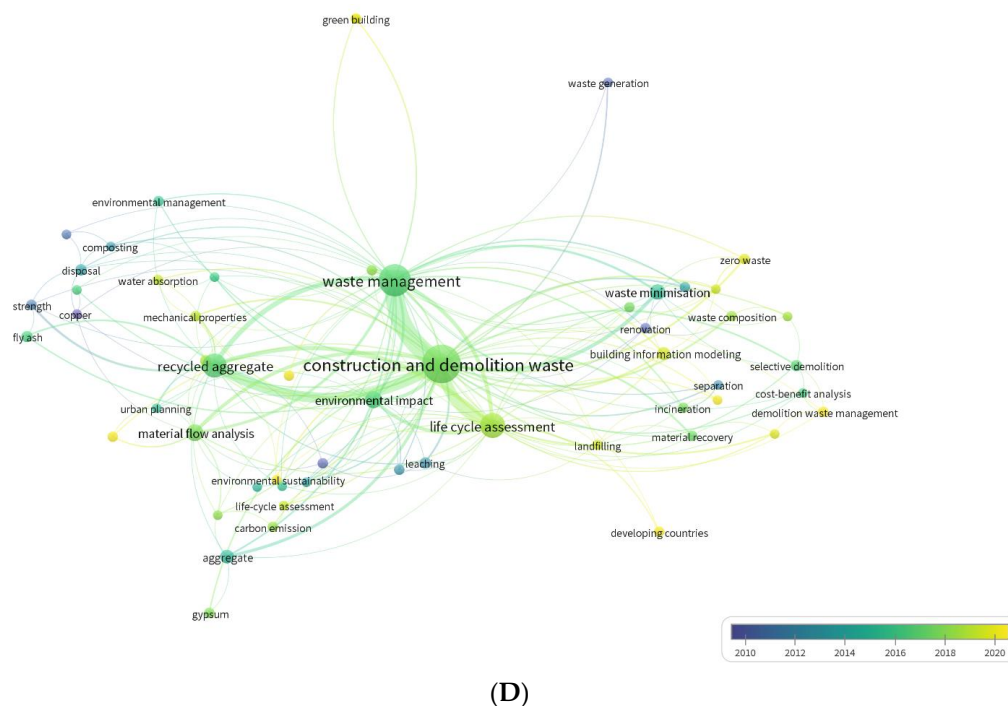 green building
waste generation
environmental management
composting
disposal
zero waste
water absorption
waste management
waste minimisation
strength
copper
mechanical properties
waste composition
renovation
fly ash
building information modeling
recycled aggregate
construction and demolition waste
selective demolition
separation
cost-benefit analysis
environmental impact
urban planning
incineration
demolition waste management
life cycle assessment
material flow analysis
material recovery
landfilling
leaching
environmental sustainability
life-cycle assessment
carbon emission
developing countries
aggregate
gypsum
2010 2012 2014 2016 2018 2020
(D)